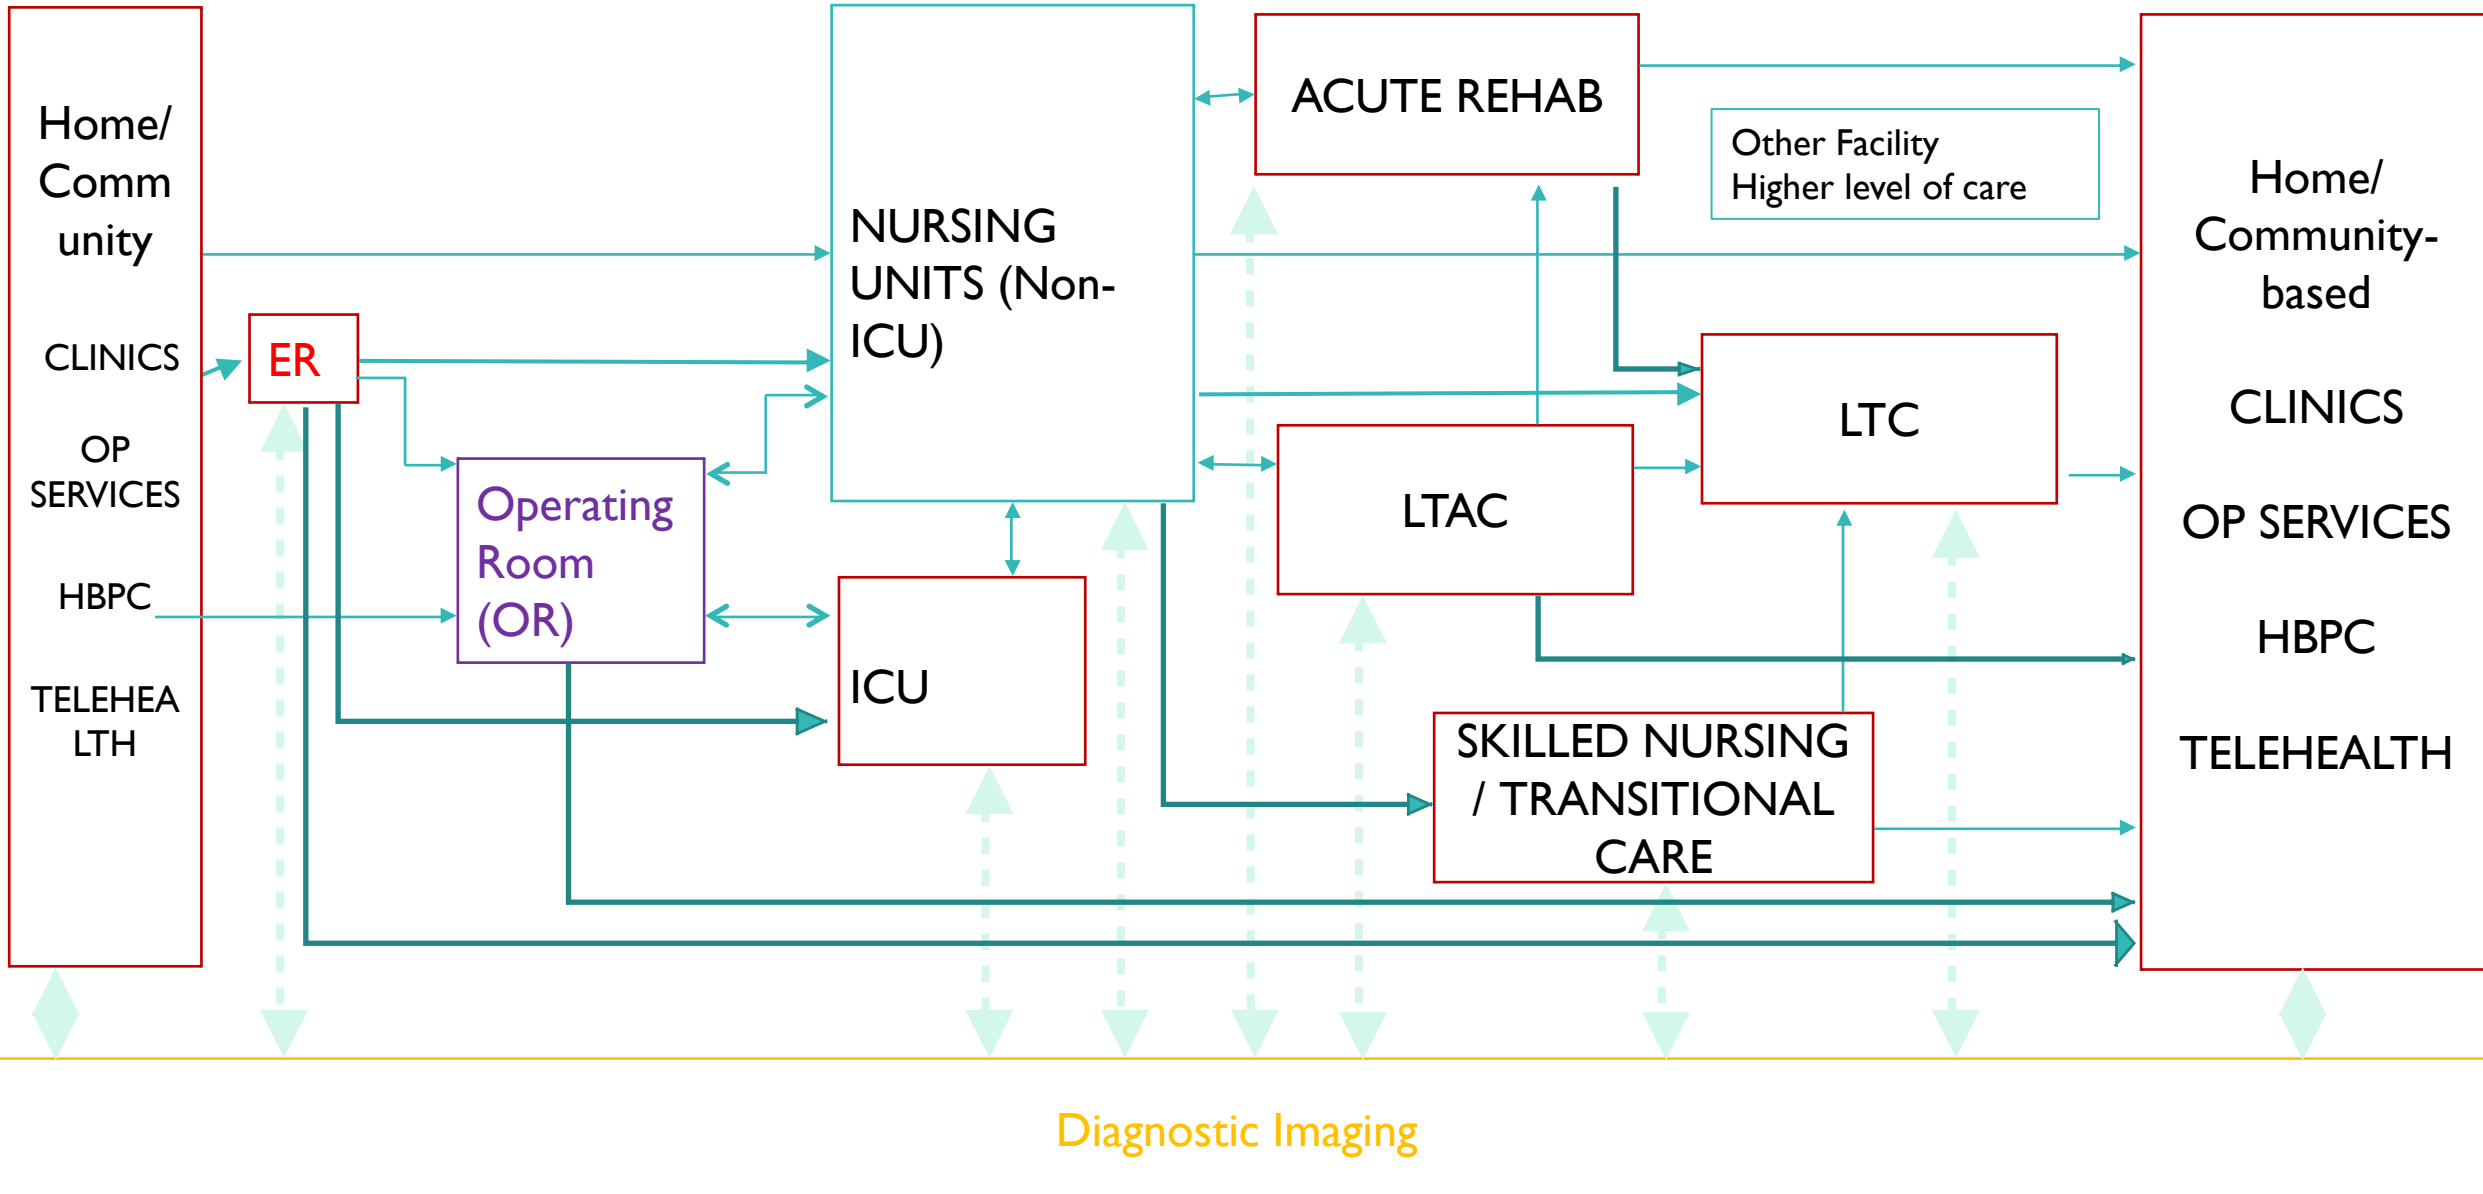 Home/
Comm
unity
CLINICS
OP
SERVICES
HBPC
TELEHEA
LTH
ER
Operating
Room
(OR)
NURSING
UNITS (Non-
ICU)
ICU
ACUTE REHAB
Other Facility
Higher level of care
LTC
LTAC
SKILLED NURSING
/ TRANSITIONAL
CARE
Home/
Community-
based
CLINICS
OP SERVICES
HBPC
TELEHEALTH
Diagnostic Imaging